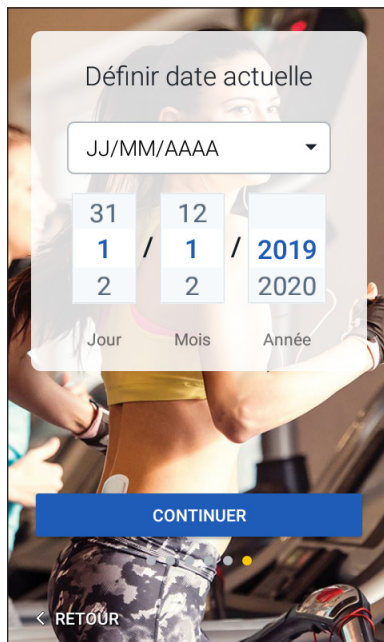 Définir date actuelle
JJ/MM/AAAA
31 12
1 / 1 / 2019
2 2 2020
Jour Mois Année
CONTINUER
< RETOUR